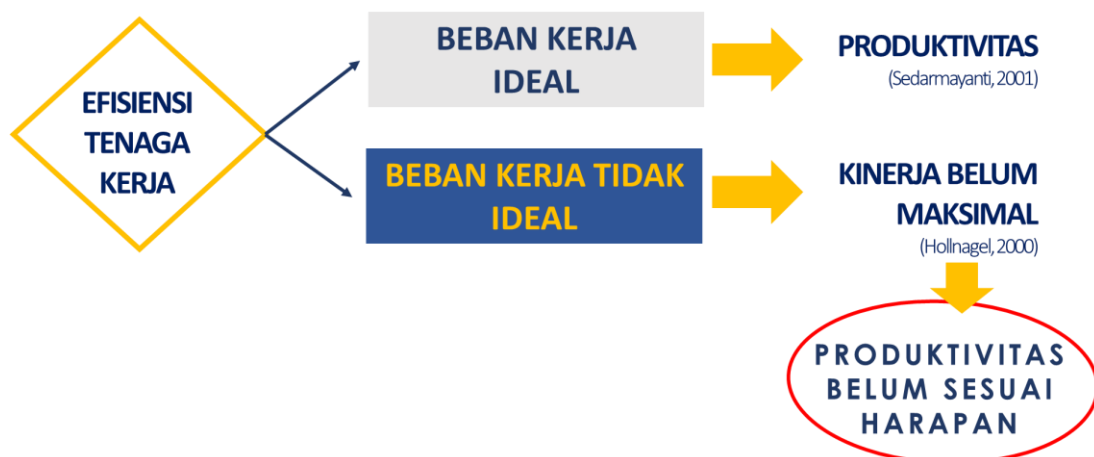 EFISIENSI
TENAGA
KERJA
BEBAN KERJA
IDEAL
PRODUKTIVITAS
(Sedarmayanti, 2001)
BEBAN KERJA TIDAK
IDEAL
KINERJA BELUM
MAKSIMAL
(Hollnagel, 2000)
PRODUKTIVITAS
BELUM SESUAI
HARAPAN